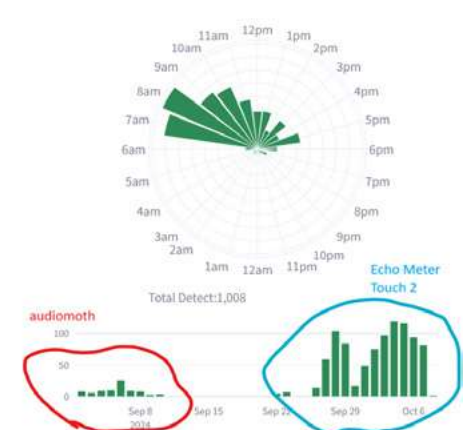 12pm
11am 1pm
10am 2pm
9am 3pm
8am 4pm
7am 5pm
6am 6pm
5am 7pm
4am 8pm
3am 9pm
2am 10pm
1am 12am 11pm
Echo Meter
Touch 2
Total Detect:1,008
audiomoth
100
50
0
Sep 8 Sep 15 Sep 22 Sep 29 Oct 6
2024